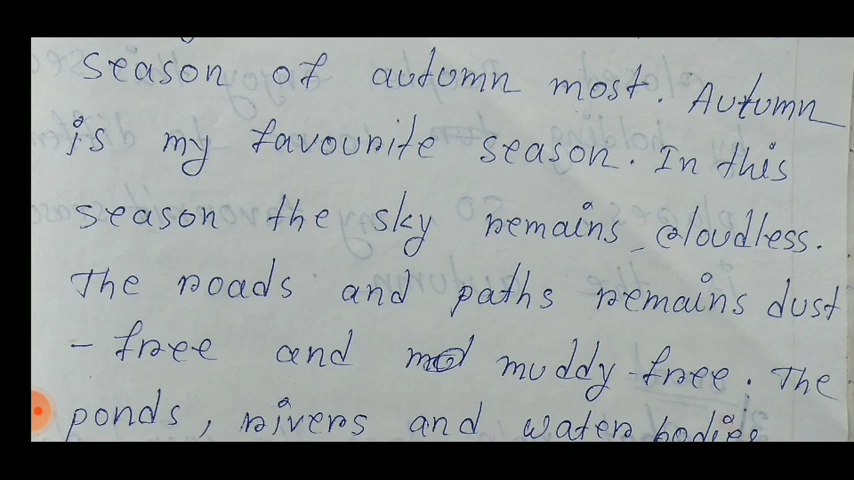 season of autumn most. Autumn
is my favourite season. In this
season the sky remains cloudless.
The roads and paths remains dust
- free and muddy-free. The
ponds, rivers and water bodies